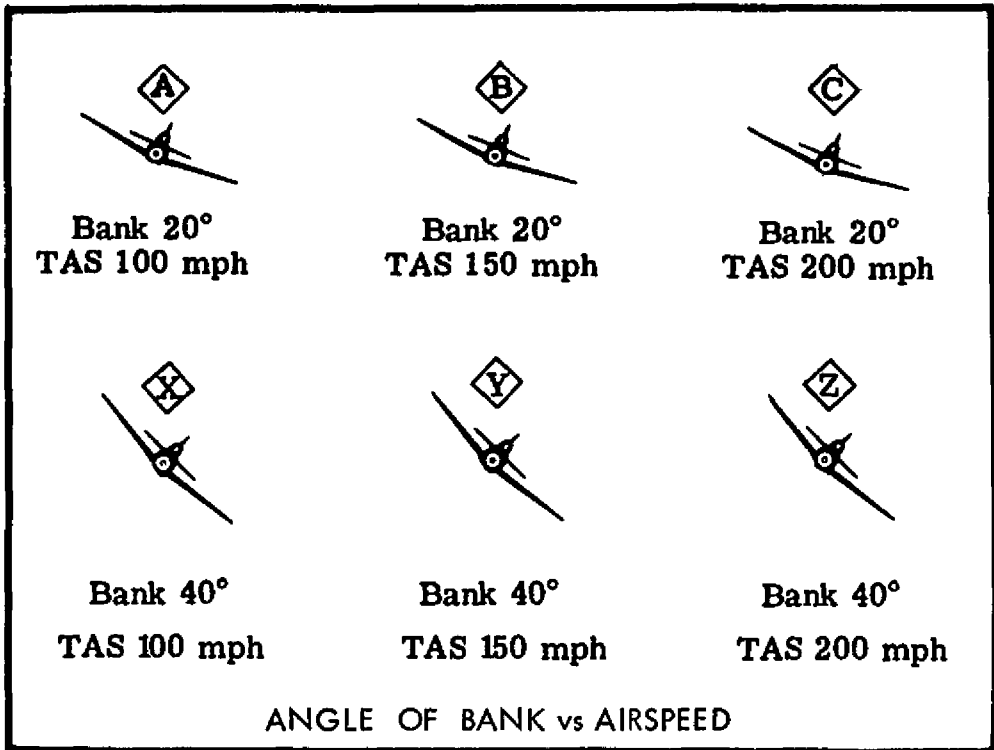 A
B
C
Bank 20°
TAS 100 mph
Bank 20°
TAS 150 mph
Bank 20°
TAS 200 mph
X
Y
Z
Bank 40°
TAS 100 mph
Bank 40°
TAS 150 mph
Bank 40°
TAS 200 mph
ANGLE OF BANK vs AIRSPEED